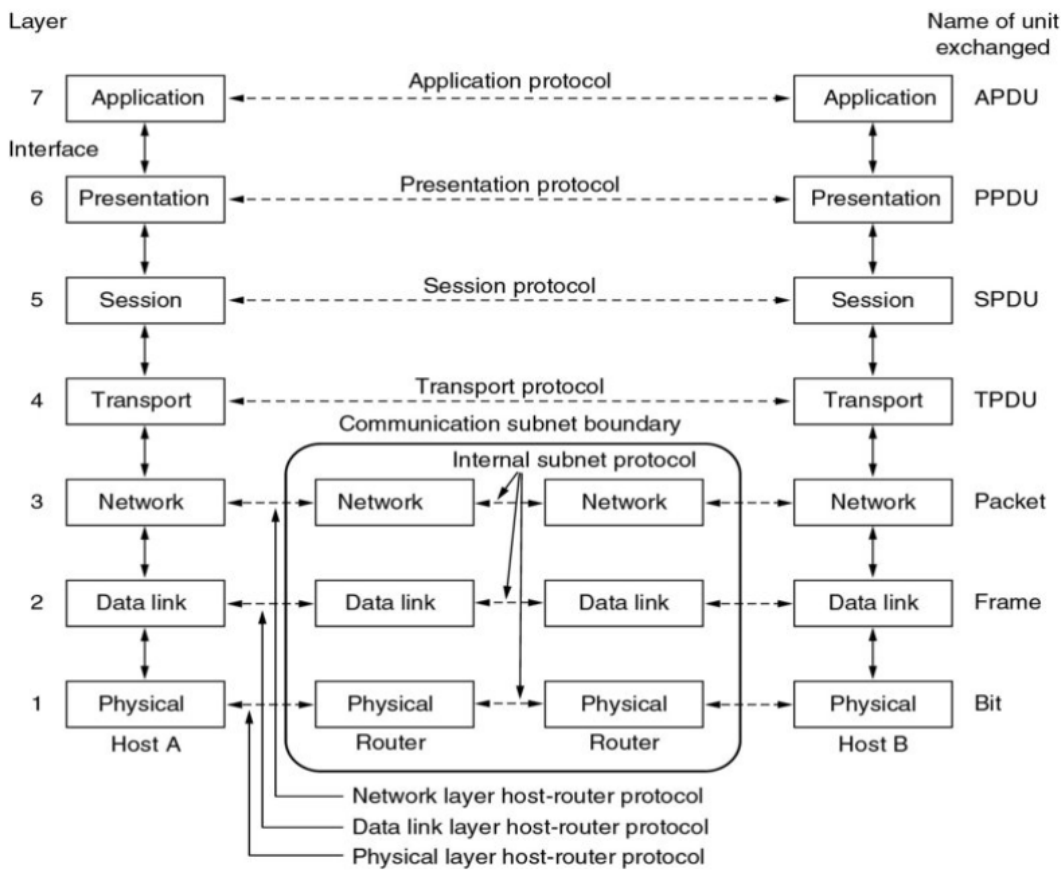 Layer
Name of unit
exchanged
7
Application
Application protocol
Application
APDU
Interface
6
Presentation
Presentation protocol
Presentation
PPDU
5
Session
Session protocol
Session
SPDU
4
Transport
Transport protocol
Transport
TPDU
Communication subnet boundary
Internal subnet protocol
3
Network
Network
Network
Network
Packet
2
Data link
Data link
Data link
Data link
Frame
1
Physical
Physical
Physical
Physical
Bit
Host A
Router
Router
Host B
Network layer host-router protocol
Data link layer host-router protocol
Physical layer host-router protocol